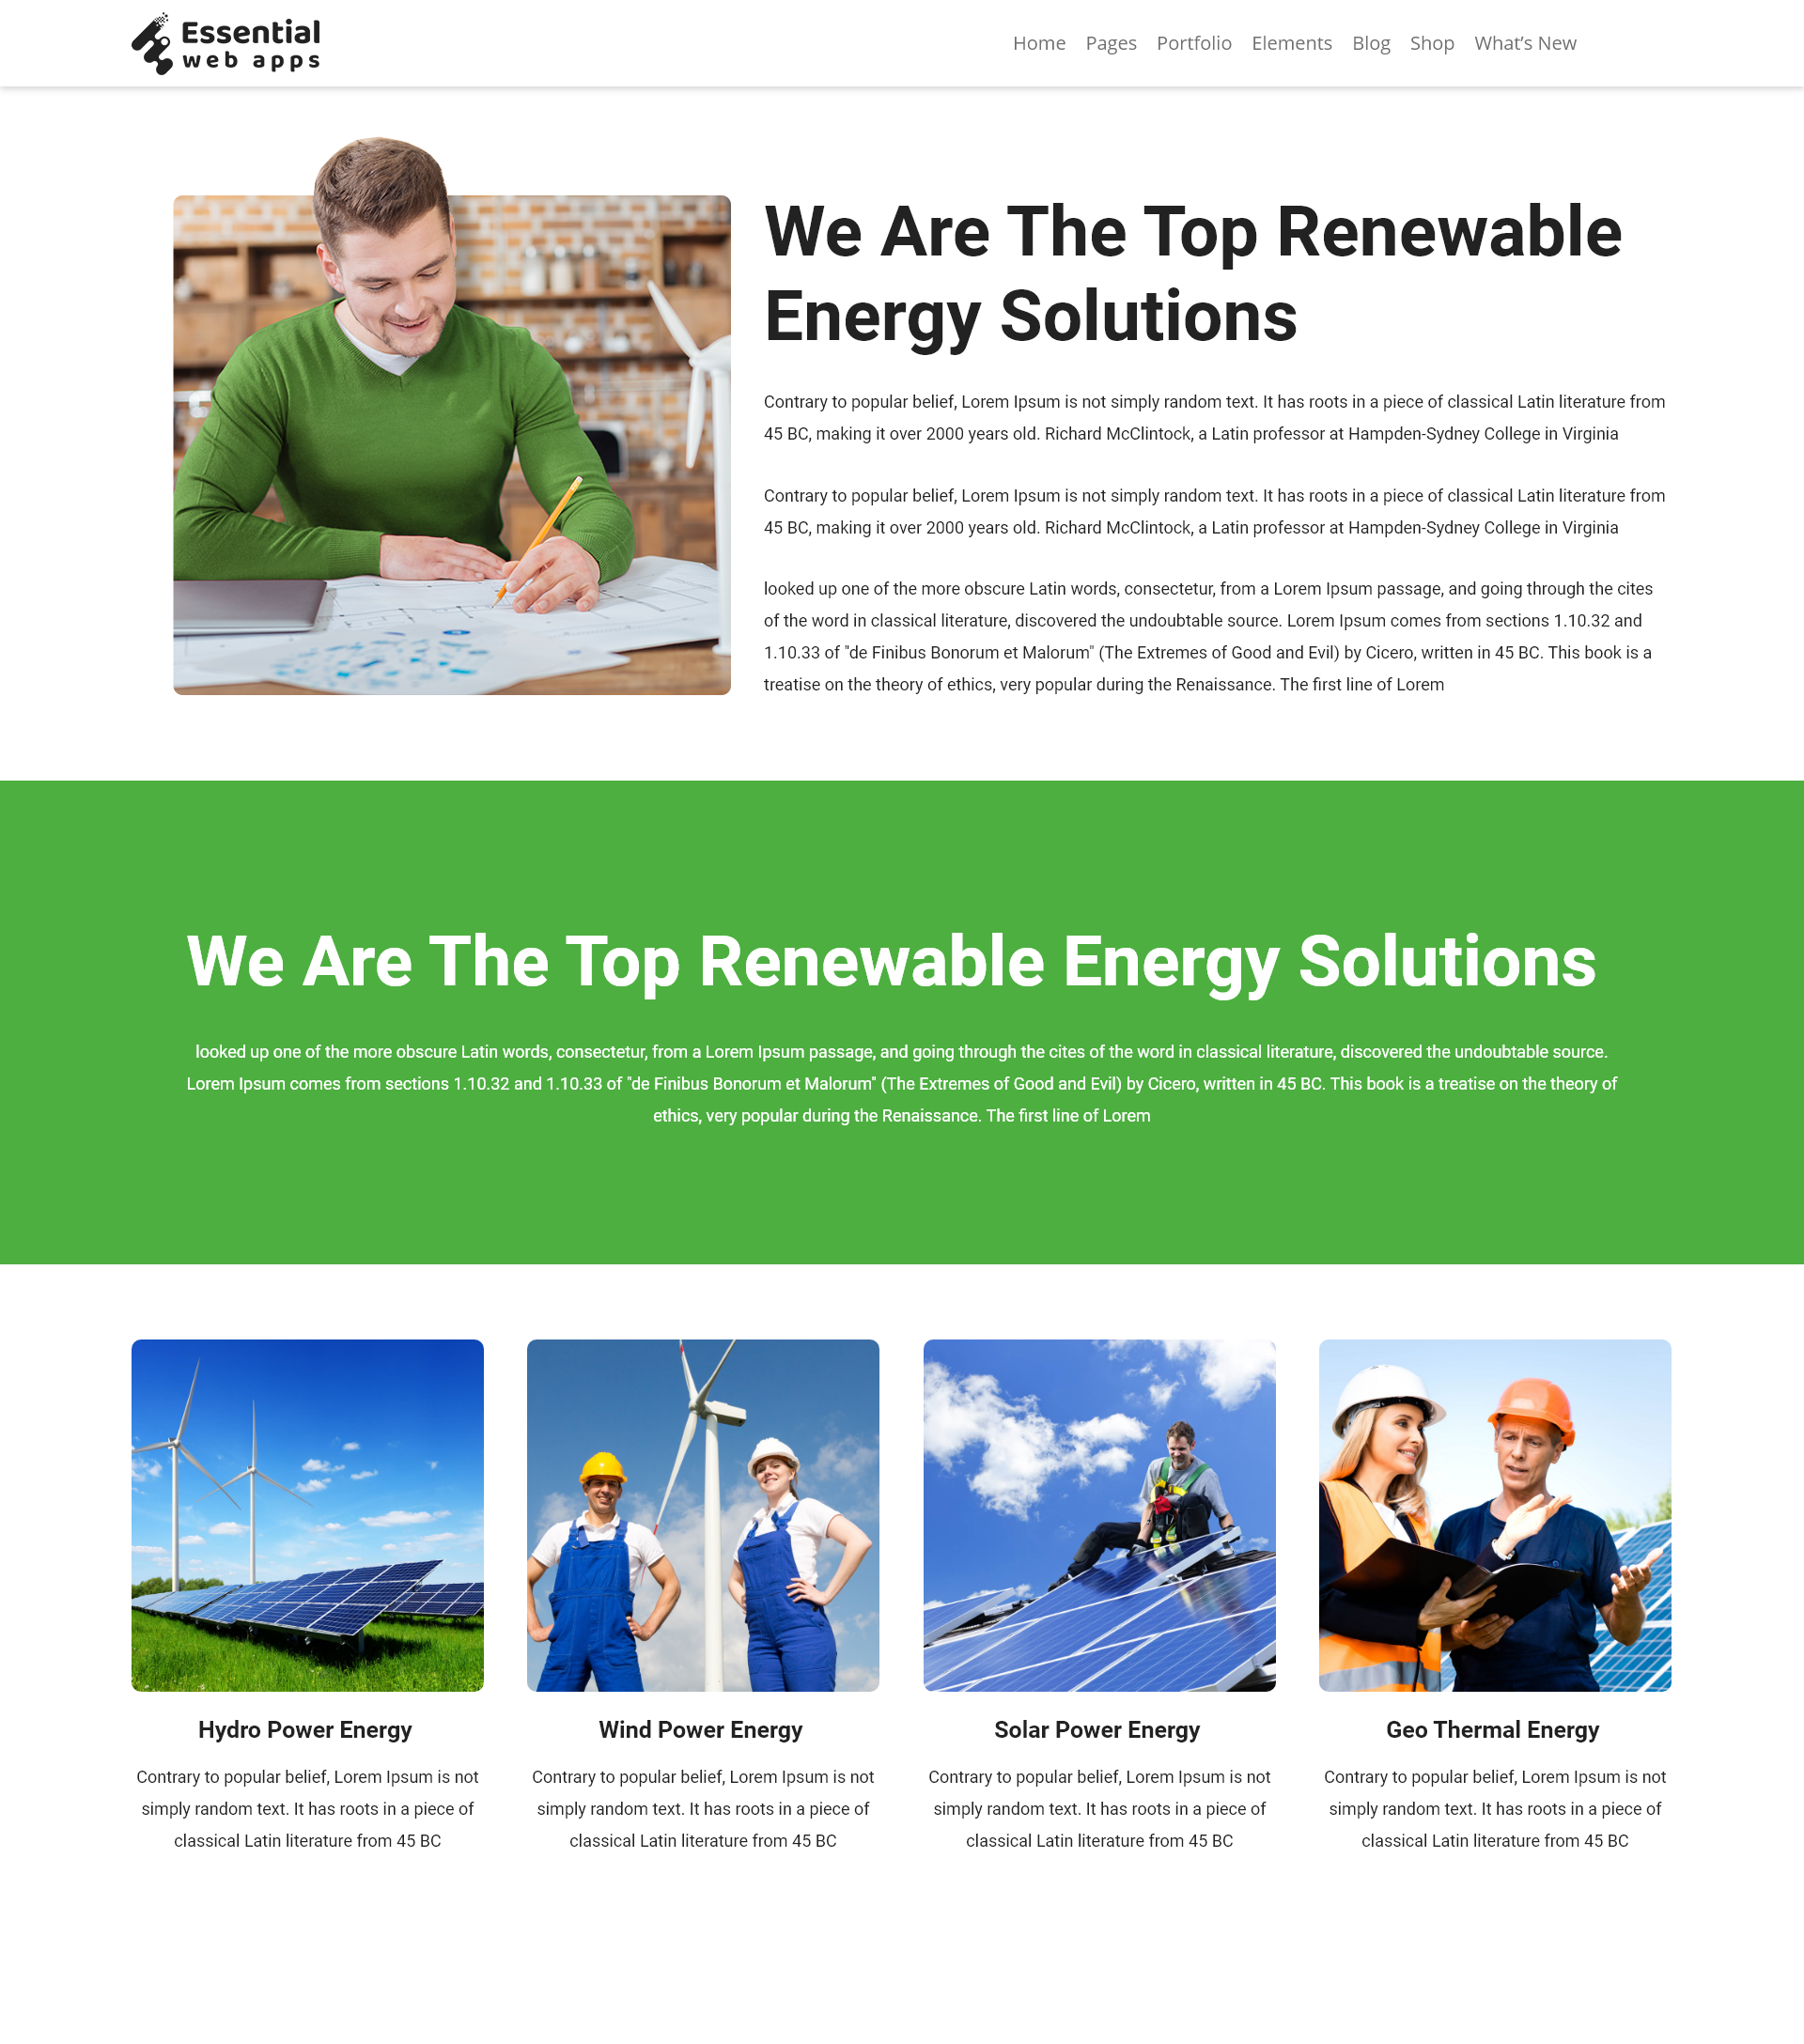 Essential
web apps
Home Pages Portfolio Elements Blog Shop What's New
We Are The Top Renewable
Energy Solutions
Contrary to popular belief, Lorem Ipsum is not simply random text. It has roots in a piece of classical Latin literature from
45 BC, making it over 2000 years old. Richard McClintock, a Latin professor at Hampden-Sydney College in Virginia
Contrary to popular belief, Lorem Ipsum is not simply random text. It has roots in a piece of classical Latin literature from
45 BC, making it over 2000 years old. Richard McClintock, a Latin professor at Hampden-Sydney College in Virginia
looked up one of the more obscure Latin words, consectetur, from a Lorem Ipsum passage, and going through the cites
of the word in classical literature, discovered the undoubtable source. Lorem Ipsum comes from sections 1.10.32 and
1.10.33 of "de Finibus Bonorum et Malorum" (The Extremes of Good and Evil) by Cicero, written in 45 BC. This book is a
treatise on the theory of ethics, very popular during the Renaissance. The first line of Lorem
We Are The Top Renewable Energy Solutions
looked up one of the more obscure Latin words, consectetur, from a Lorem Ipsum passage, and going through the cites of the word in classical literature, discovered the undoubtable source.
Lorem Ipsum comes from sections 1.10.32 and 1.10.33 of "de Finibus Bonorum et Malorum" (The Extremes of Good and Evil) by Cicero, written in 45 BC. This book is a treatise on the theory of
ethics, very popular during the Renaissance. The first line of Lorem
Hydro Power Energy
Contrary to popular belief, Lorem Ipsum is not
simply random text. It has roots in a piece of
classical Latin literature from 45 BC
Wind Power Energy
Contrary to popular belief, Lorem Ipsum is not
simply random text. It has roots in a piece of
classical Latin literature from 45 BC
Solar Power Energy
Contrary to popular belief, Lorem Ipsum is not
simply random text. It has roots in a piece of
classical Latin literature from 45 BC
Geo Thermal Energy
Contrary to popular belief, Lorem Ipsum is not
simply random text. It has roots in a piece of
classical Latin literature from 45 BC